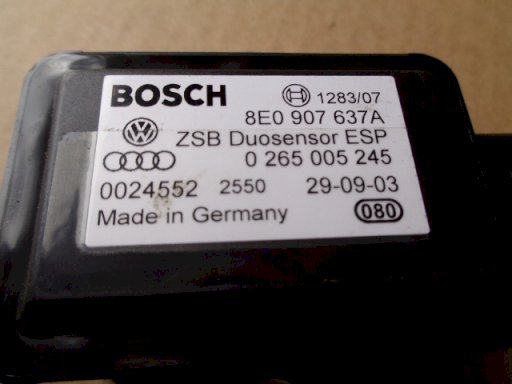 BOSCH 1283/07
8E0 907 637A
ZSB Duosensor ESP
0 265 005 245
0024552 2550 29-09-03
Made in Germany 080